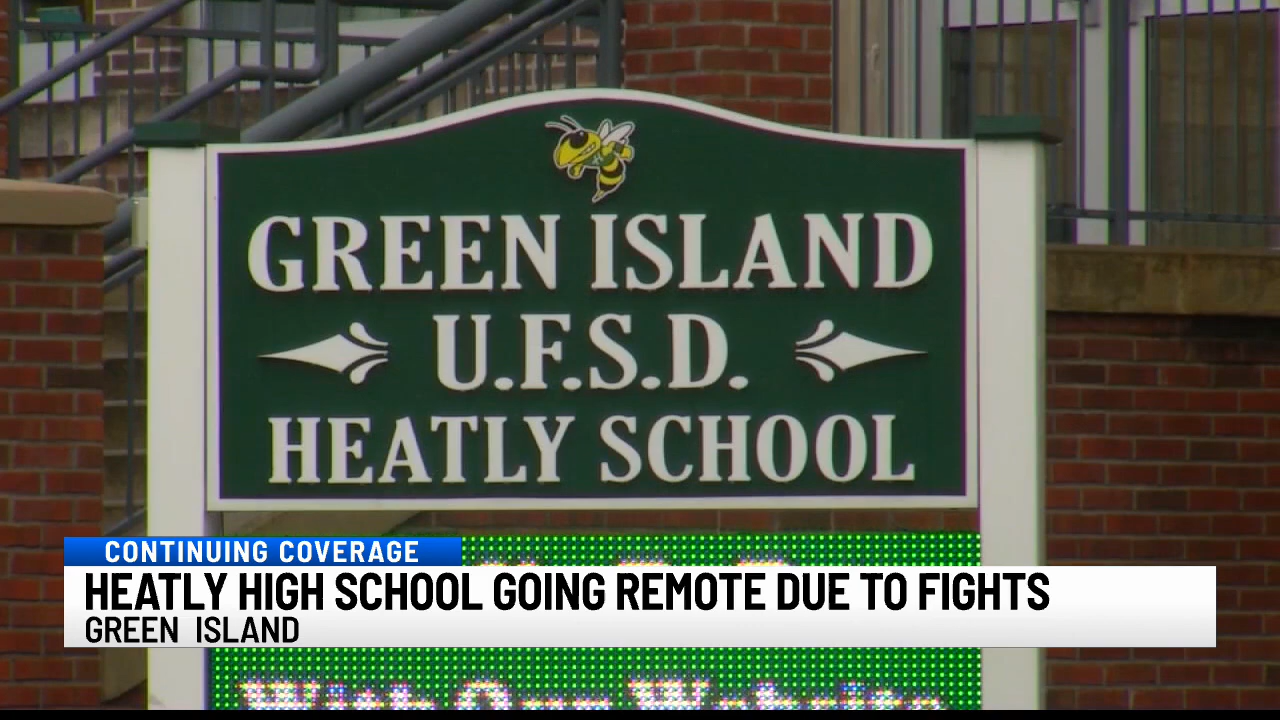 GREEN ISLAND
U.F.S.D.
HEATLY SCHOOL
CONTINUING COVERAGE
HEATLY HIGH SCHOOL GOING REMOTE DUE TO FIGHTS
GREEN ISLAND